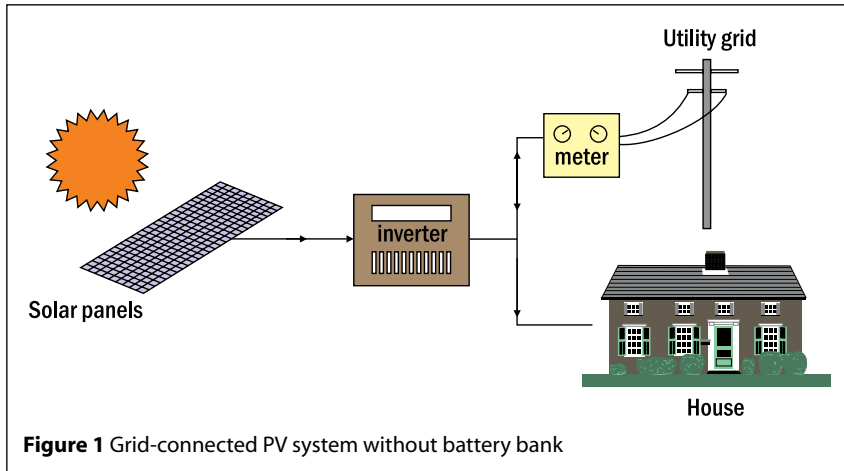 Utility grid
meter
inverter
Solar panels
House
Figure 1 Grid-connected PV system without battery bank